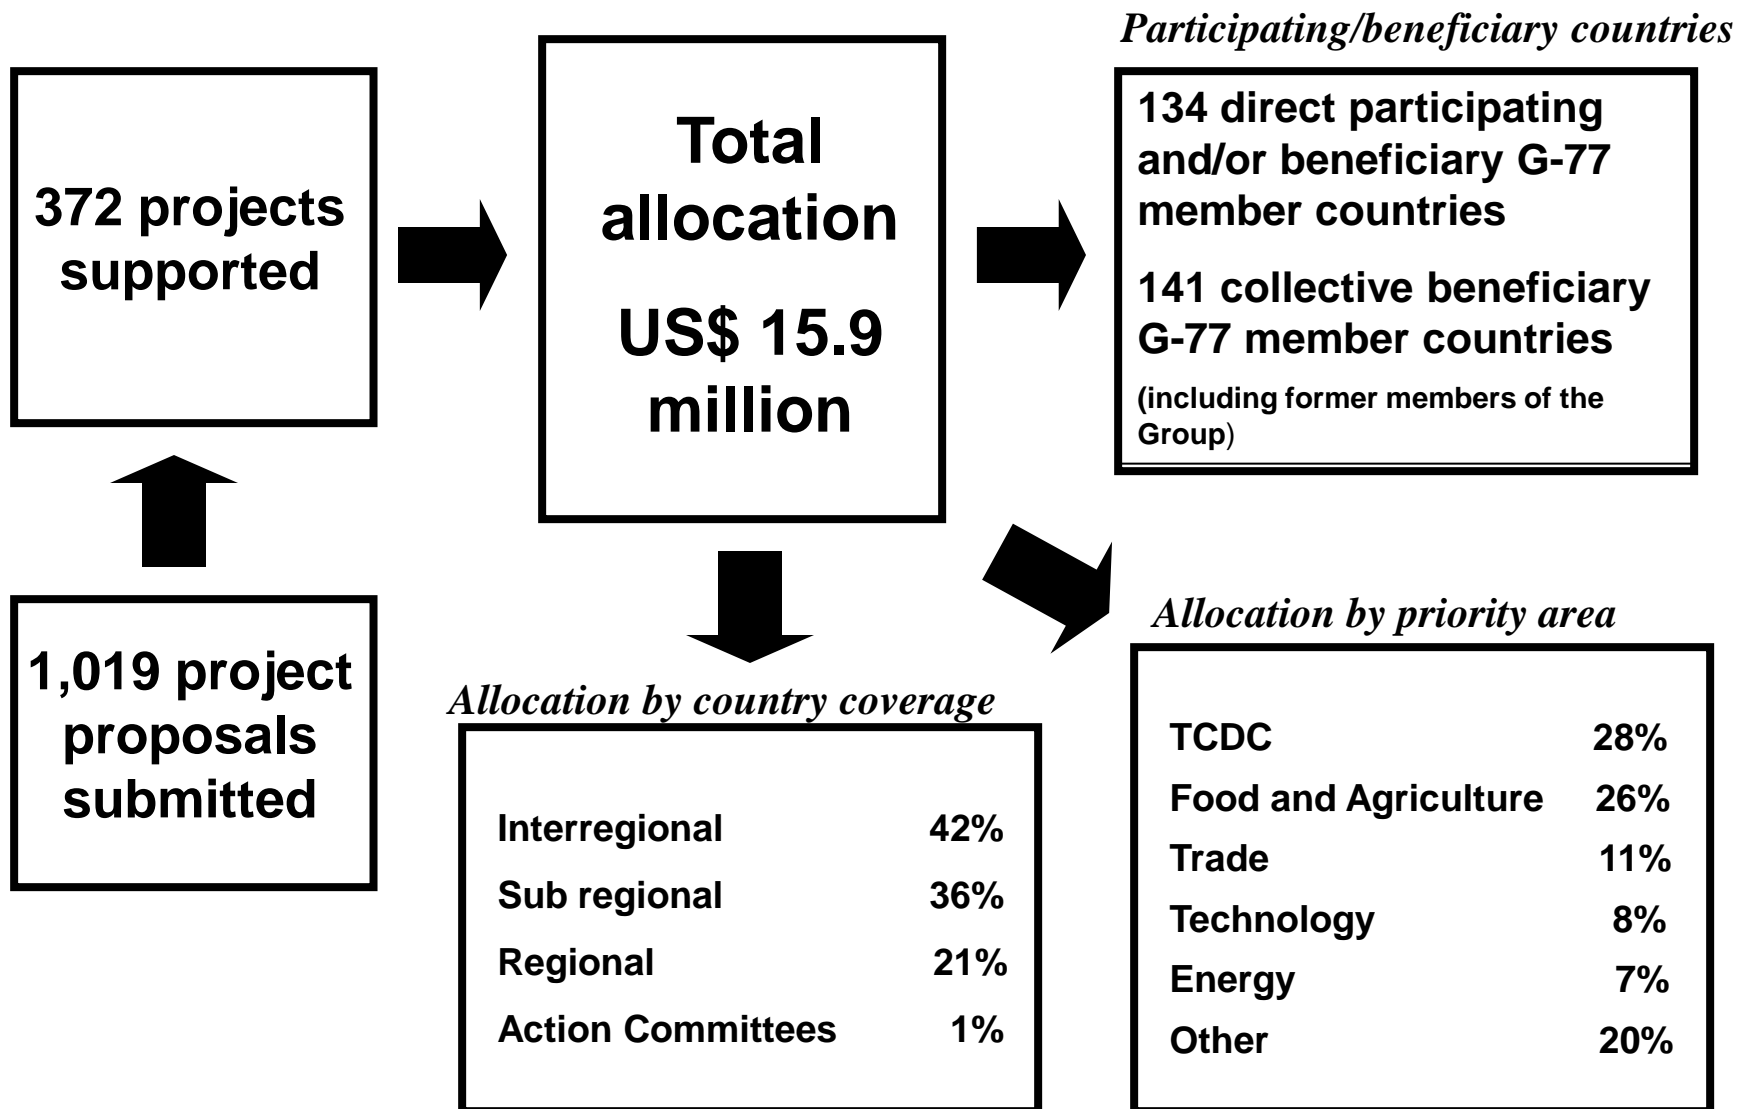 Participating/beneficiary countries
372 projects
supported
Total
allocation
US$ 15.9
million
134 direct participating
and/or beneficiary G-77
member countries
141 collective beneficiary
G-77 member countries
(including former members of the
Group)
1,019 project
proposals
submitted
Allocation by country coverage
Interregional 42%
Sub regional 36%
Regional 21%
Action Committees 1%
Allocation by priority area
TCDC 28%
Food and Agriculture 26%
Trade 11%
Technology 8%
Energy 7%
Other 20%